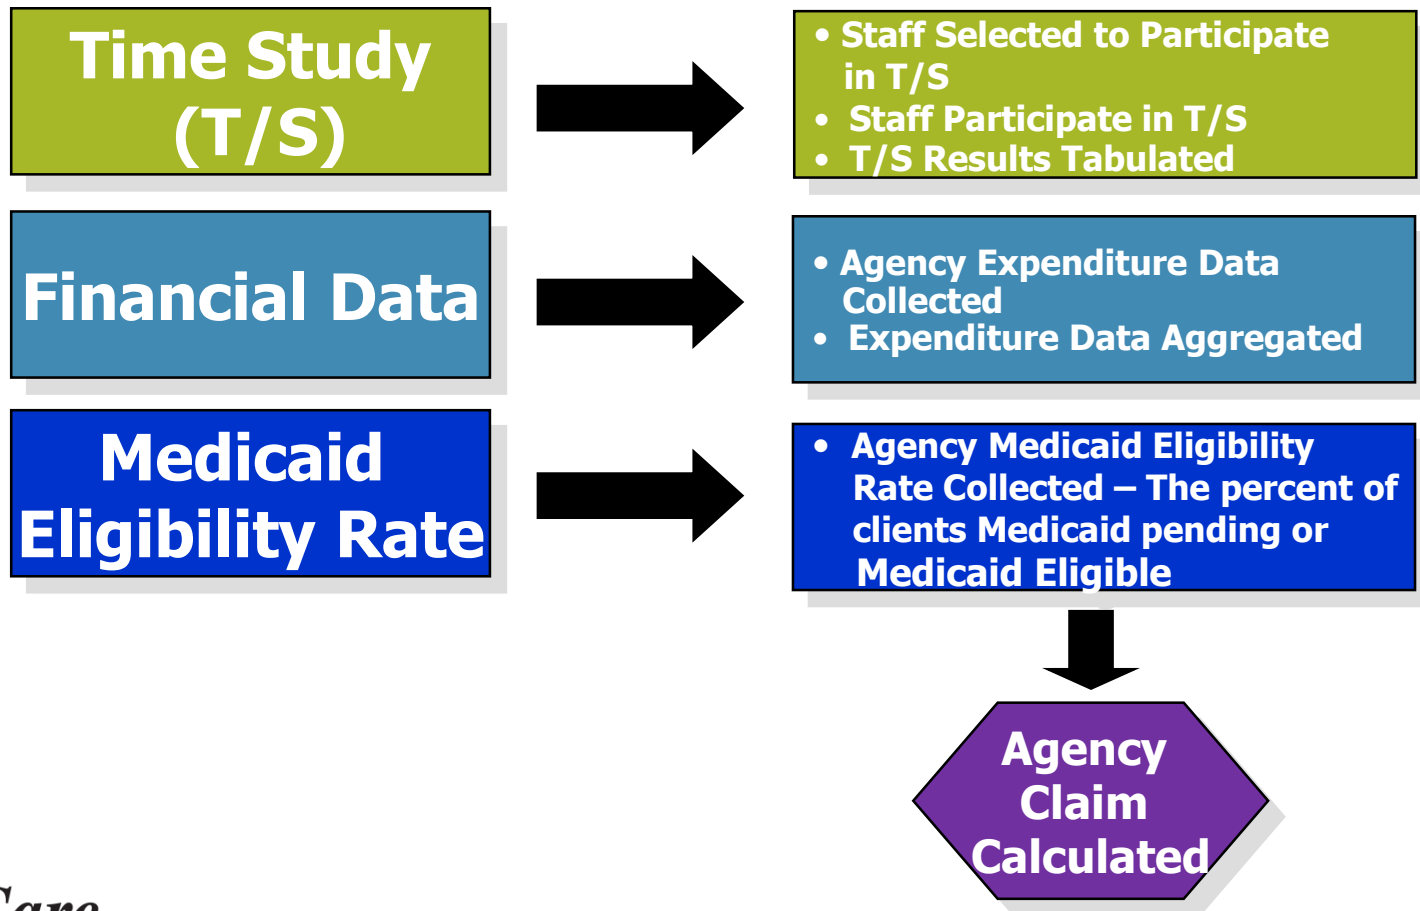 Time Study
(T/S)
• Staff Selected to Participate
in T/S
• Staff Participate in T/S
• T/S Results Tabulated
Financial Data
• Agency Expenditure Data
Collected
• Expenditure Data Aggregated
Medicaid
Eligibility Rate
• Agency Medicaid Eligibility
Rate Collected – The percent of
clients Medicaid pending or
Medicaid Eligible
Agency
Claim
Calculated
Care